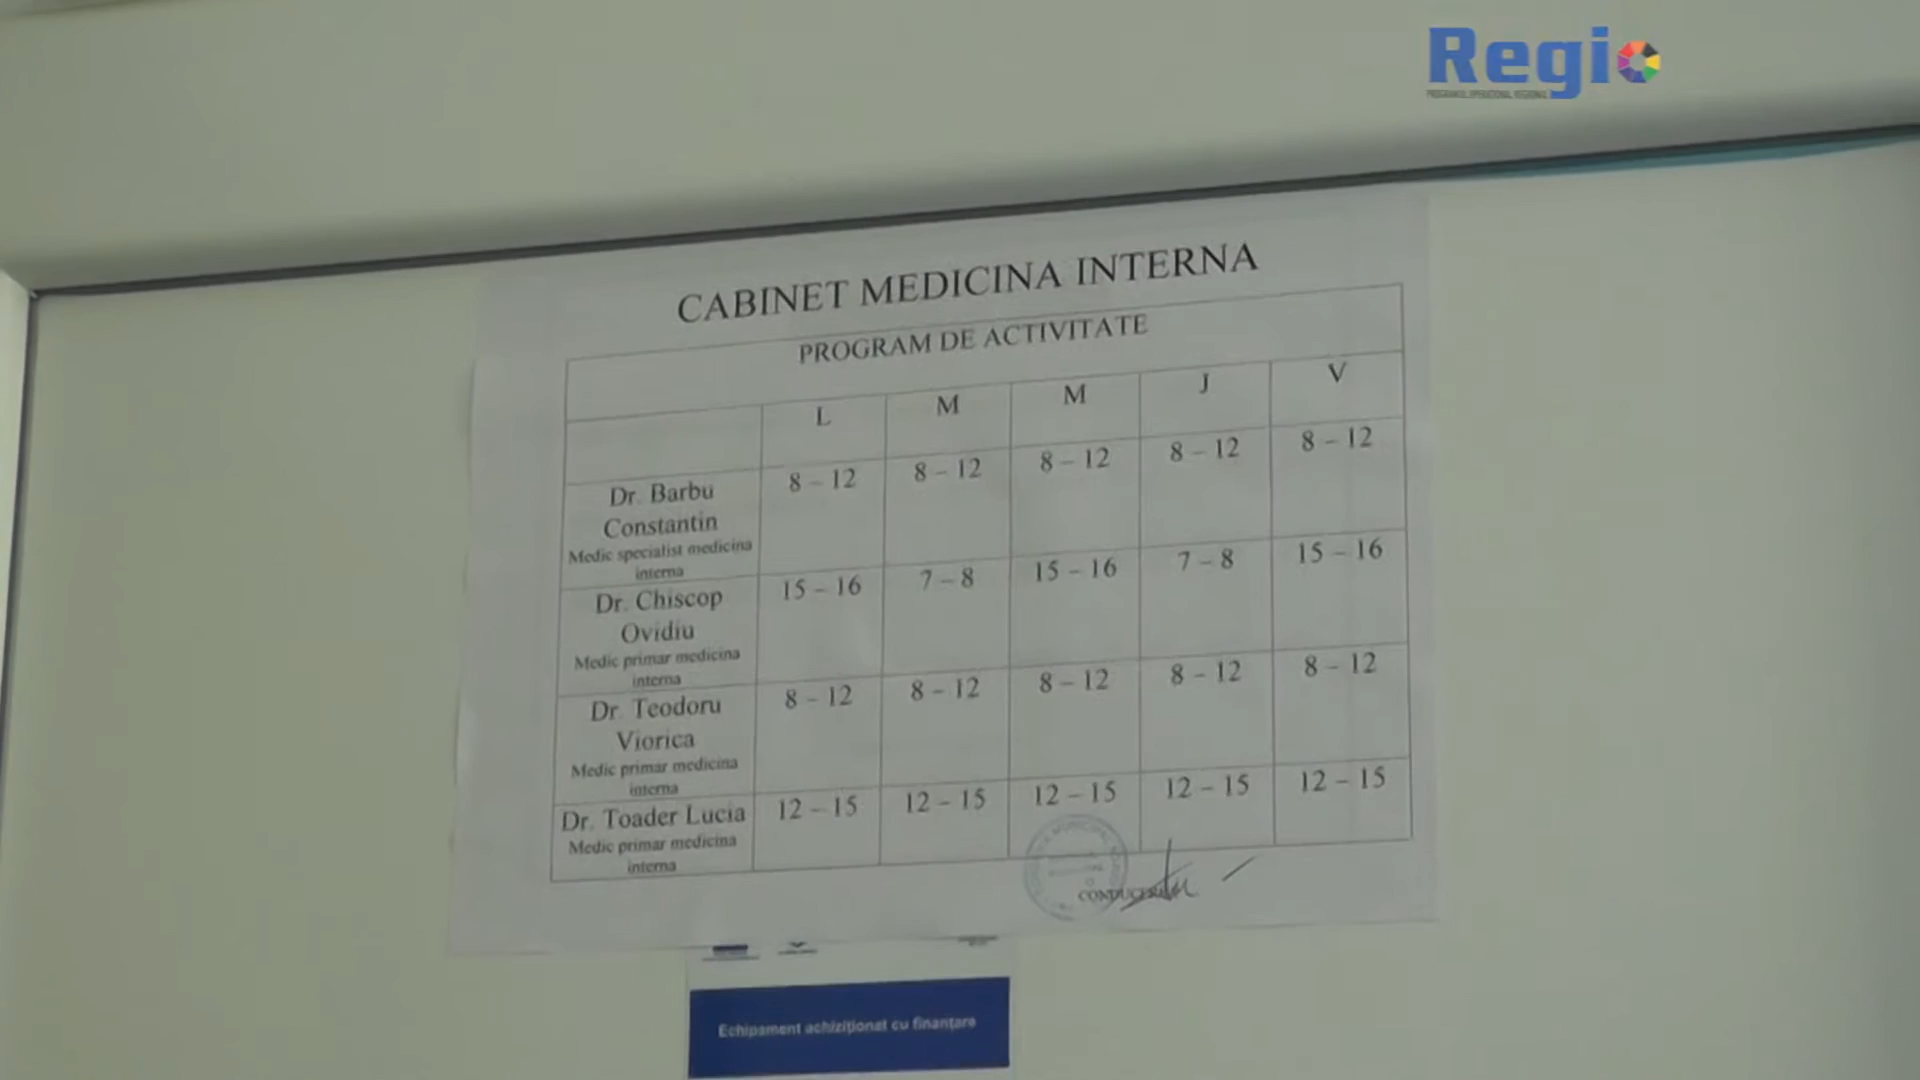 Regio
PROGRAMUL OPERAȚIONAL REGIONAL
CABINET MEDICINA INTERNA
PROGRAM DE ACTIVITATE
L M M J V
Dr. Barbu 8 – 12 8 – 12 8 – 12 8 – 12 8 – 12
Constantin
Medic specialist medicina
interna
Dr. Chiscop 15 – 16 7 – 8 15 – 16 7 – 8 15 – 16
Ovidiu
Medic primar medicina
interna
Dr. Teodoru 8 – 12 8 – 12 8 – 12 8 – 12 8 – 12
Viorica
Medic primar medicina
interna
Dr. Toader Lucia 12 – 15 12 – 15 12 – 15 12 – 15 12 – 15
Medic primar medicina
interna
Echipament achiziționat cu finanțare